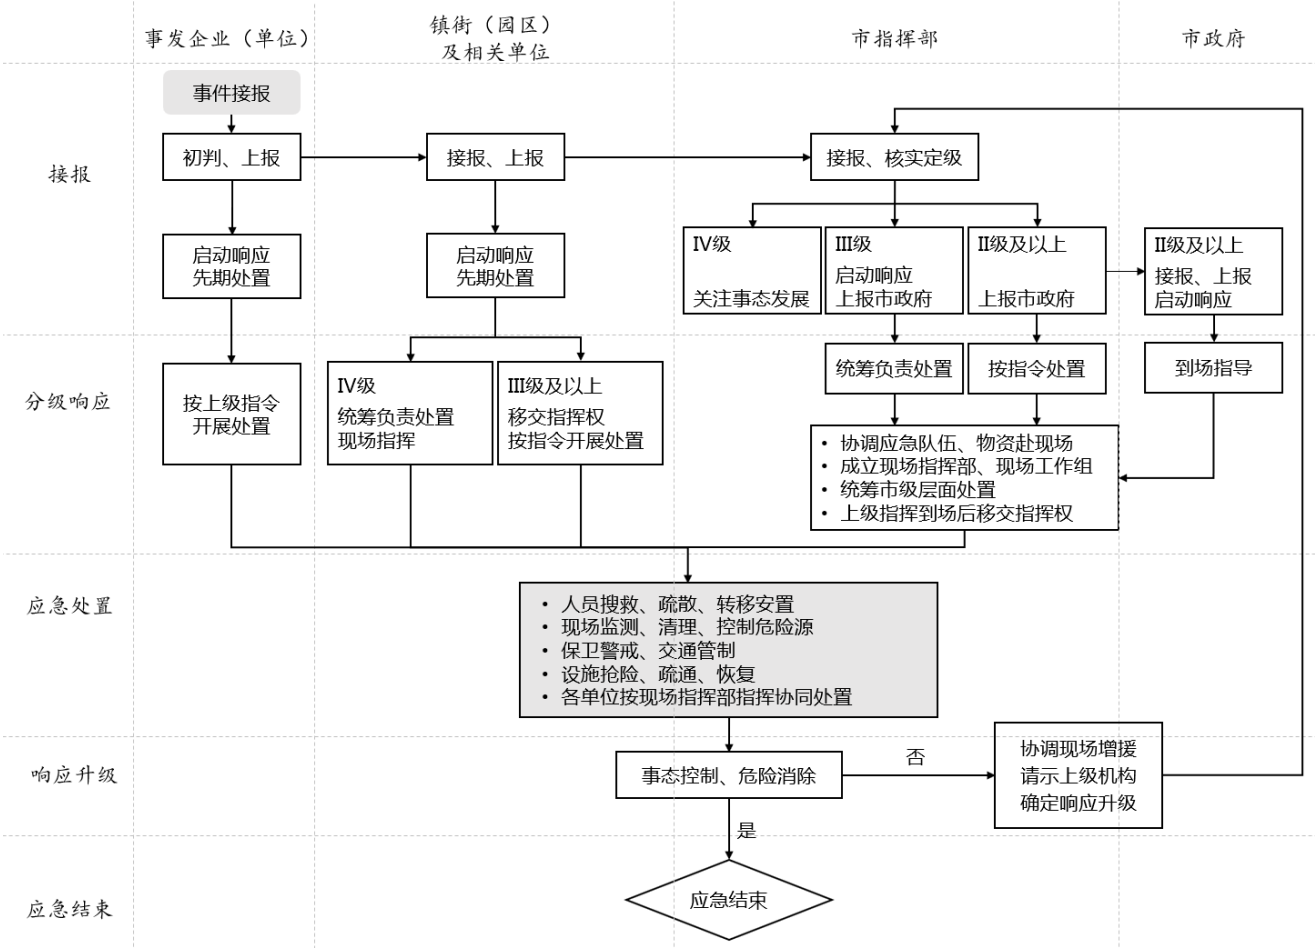 事发企业（单位）
镇街（园区）
及相关单位
市指挥部
市政府
接报
事件接报
初判、上报
接报、上报
接报、核实定级
启动响应
先期处置
启动响应
先期处置
IV级
关注事态发展
III级
启动响应
上报市政府
II级及以上
上报市政府
II级及以上
接报、上报
启动响应
分级响应
按上级指令
开展处置
IV级
统筹负责处置
现场指挥
III级及以上
移交指挥权
按指令开展处置
统筹负责处置
按指令处置
到场指导
• 协调应急队伍、物资赴现场
• 成立现场指挥部、现场工作组
• 统筹市级层面处置
• 上级指挥到场后移交指挥权
应急处置
• 人员搜救、疏散、转移安置
• 现场监测、清理、控制危险源
• 保卫警戒、交通管制
• 设施抢险、疏通、恢复
• 各单位按现场指挥部指挥协同处置
响应升级
事态控制、危险消除
否
协调现场增援
请示上级机构
确定响应升级
是
应急结束
应急结束